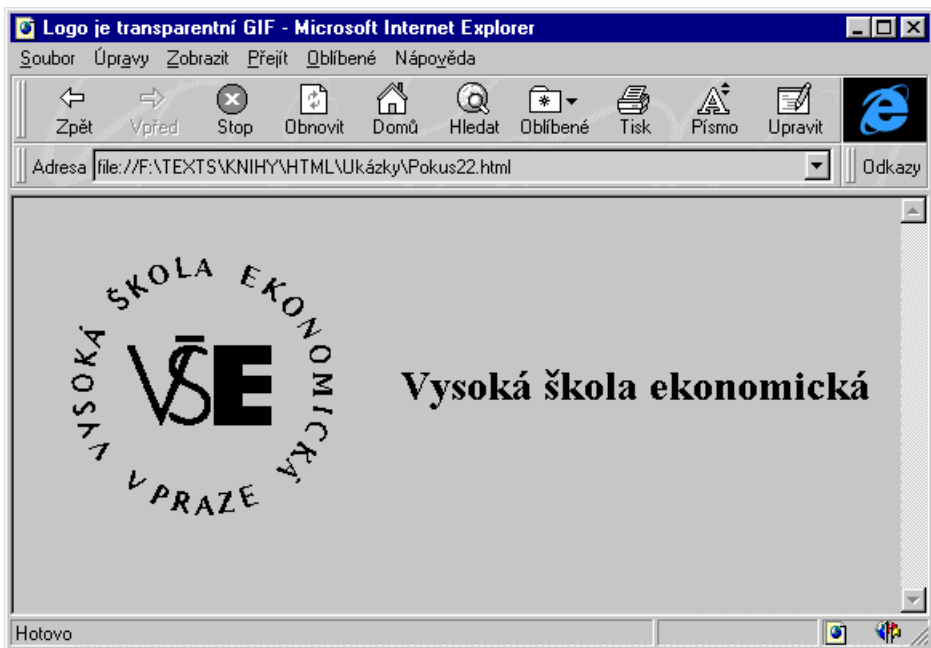 Logo je transparentní GIF - Microsoft Internet Explorer
Soubor Úpravy Zobrazit Přejít Oblíbené Nápověda
Zpět Vpřed Stop Obnovit Domů Hledat Oblíbené Tisk Písmo Upravit
Adresa file://F:\TEXTS\KNIHY\HTML\Ukázky\Pokus22.html Odkazy
VYSOKÁ ŠKOLA EKONOMICKÁ V PRAZE
VŠE
Vysoká škola ekonomická
Hotovo